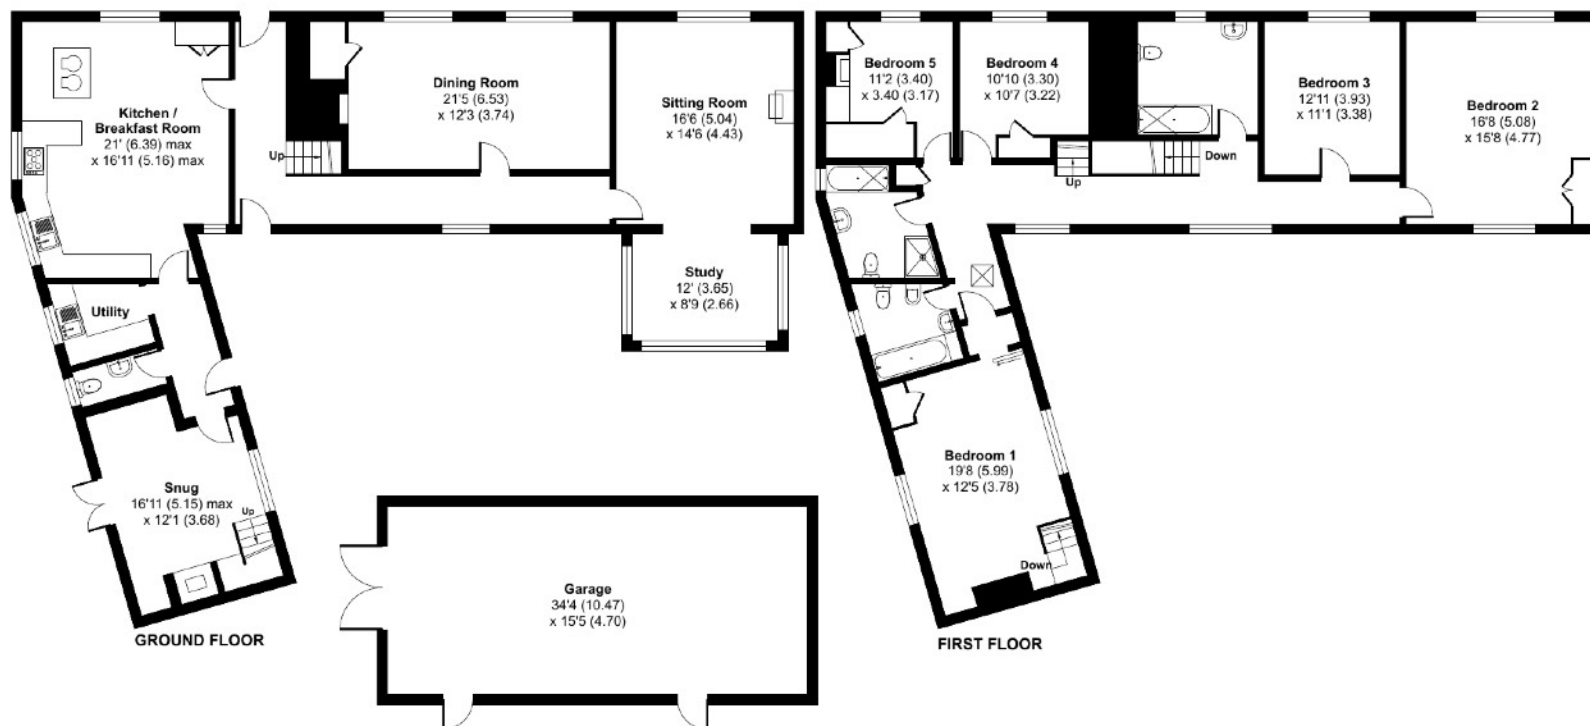 Kitchen /
Breakfast Room
21' (6.39) max
x 16'11 (5.16) max
Up
Dining Room
21'5 (6.53)
x 12'3 (3.74)
Sitting Room
16'6 (5.04)
x 14'6 (4.43)
Study
12' (3.65)
x 8'9 (2.66)
Utility
Snug
16'11 (5.15) max
x 12'1 (3.68)
Up
GROUND FLOOR
Garage
34'4 (10.47)
x 15'5 (4.70)
Bedroom 5
11'2 (3.40)
x 3.40 (3.17)
Bedroom 4
10'10 (3.30)
x 10'7 (3.22)
Up
Down
Bedroom 3
12'11 (3.93)
x 11'1 (3.38)
Bedroom 2
16'8 (5.08)
x 15'8 (4.77)
Bedroom 1
19'8 (5.99)
x 12'5 (3.78)
Down
FIRST FLOOR